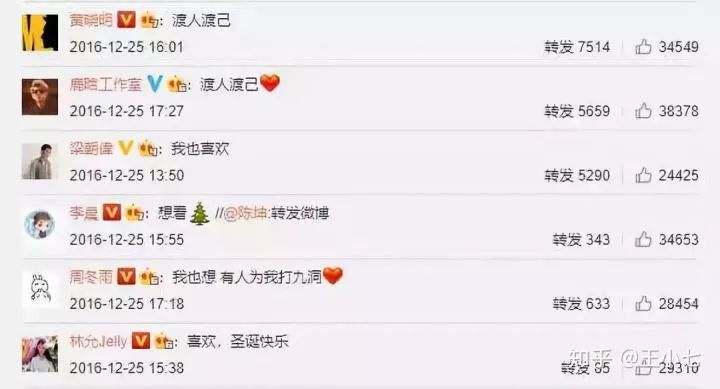 黄晓明：渡人渡己
2016-12-25 16:01 转发 7514 34549
鹿晗工作室：渡人渡己
2016-12-25 17:27 转发 5659 38378
梁朝偉：我也喜欢
2016-12-25 13:50 转发 5290 24425
李晨：想看 //@陈坤:转发微博
2016-12-25 15:55 转发 343 34653
周冬雨：我也想 有人为我打九洞
2016-12-25 17:18 转发 633 28454
林允Jelly：喜欢，圣诞快乐
2016-12-25 15:38 转发 85 29310
知乎 @王小七